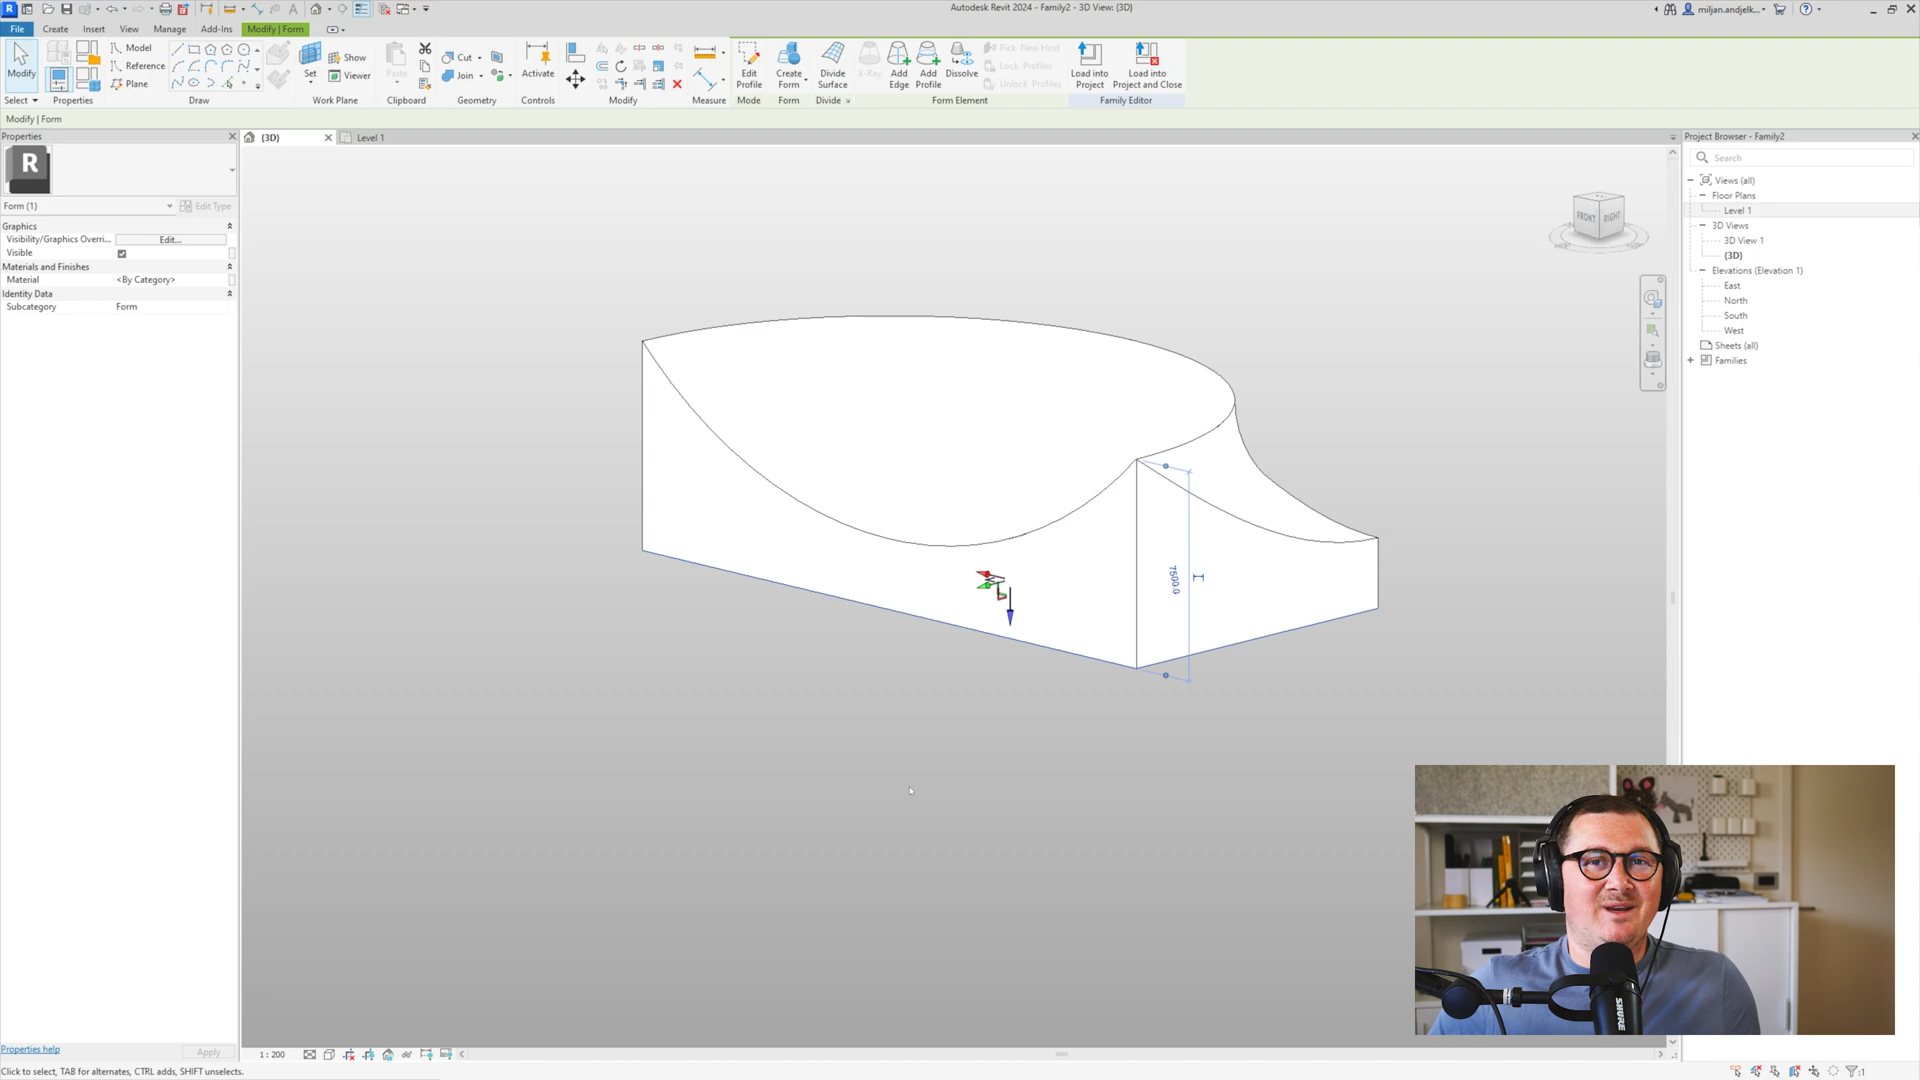 Autodesk Revit 2024 - Family2 - 3D View: {3D}
miljan.andjelk...
File
Create
Insert
View
Manage
Add-Ins
Modify | Form
Modify
Model
Reference
Plane
Set
Show
Viewer
Paste
Cut
Join
Activate
Edit Profile
Create Form
Divide Surface
X-Ray
Add Edge
Add Profile
Dissolve
Pick New Host
Lock Profiles
Unlock Profiles
Load into Project
Load into Project and Close
Select
Properties
Draw
Work Plane
Clipboard
Geometry
Controls
Modify
Measure
Mode
Form
Divide
Form Element
Family Editor
Modify | Form
Properties
R
Form (1)
Edit Type
Graphics
Visibility/Graphics Overri...
Edit...
Visible
Materials and Finishes
Material
<By Category>
Identity Data
Subcategory
Form
Properties help
Apply
{3D}
Level 1
FRONT
RIGHT
7500.0
Project Browser - Family2
Search
Views (all)
Floor Plans
Level 1
3D Views
3D View 1
{3D}
Elevations (Elevation 1)
East
North
South
West
Sheets (all)
Families
SHURE
1 : 200
Click to select, TAB for alternates, CTRL adds, SHIFT unselects.
:1